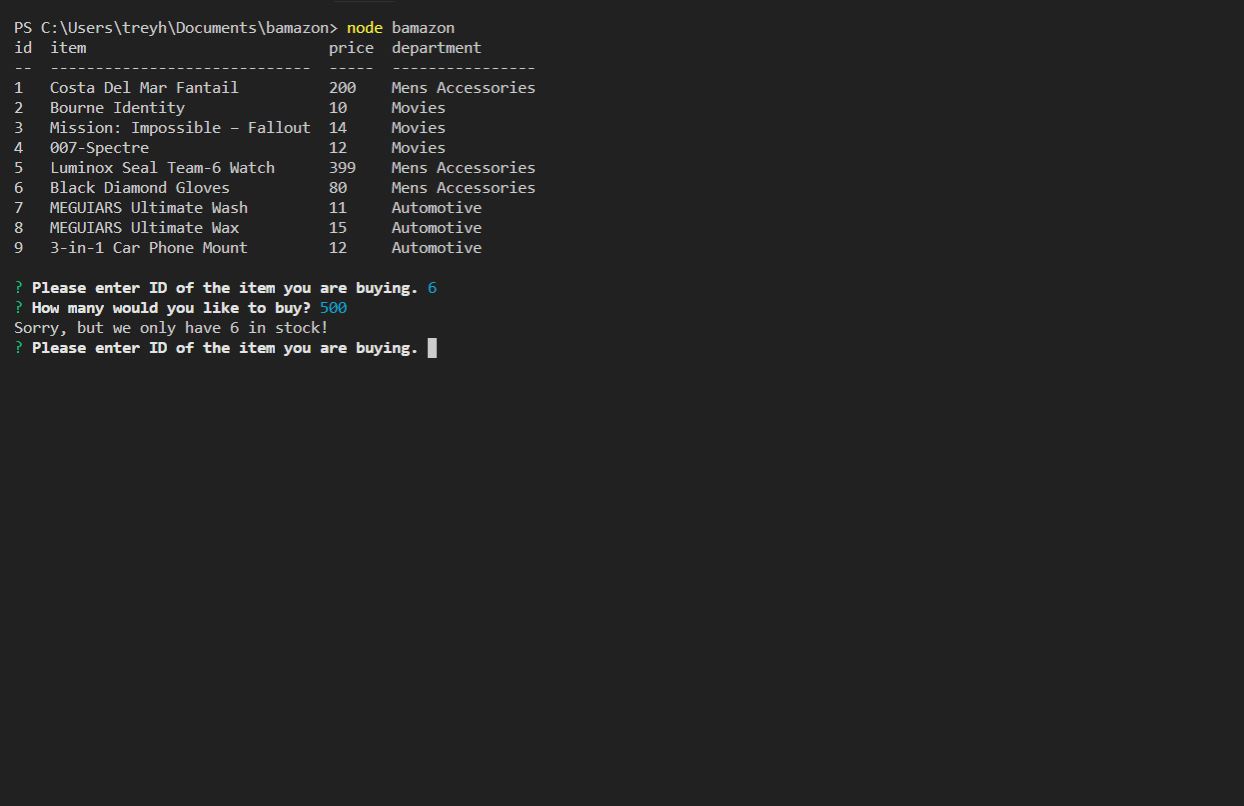 PS C:\Users\treyh\Documents\bamazon> node bamazon
id  item                           price  department
--  -----------------------------  -----  ----------------
1   Costa Del Mar Fantail          200    Mens Accessories
2   Bourne Identity                10     Movies
3   Mission: Impossible – Fallout  14     Movies
4   007-Spectre                    12     Movies
5   Luminox Seal Team-6 Watch      399    Mens Accessories
6   Black Diamond Gloves           80     Mens Accessories
7   MEGUIARS Ultimate Wash         11     Automotive
8   MEGUIARS Ultimate Wax          15     Automotive
9   3-in-1 Car Phone Mount         12     Automotive
? Please enter ID of the item you are buying. 6
? How many would you like to buy? 500
Sorry, but we only have 6 in stock!
? Please enter ID of the item you are buying.